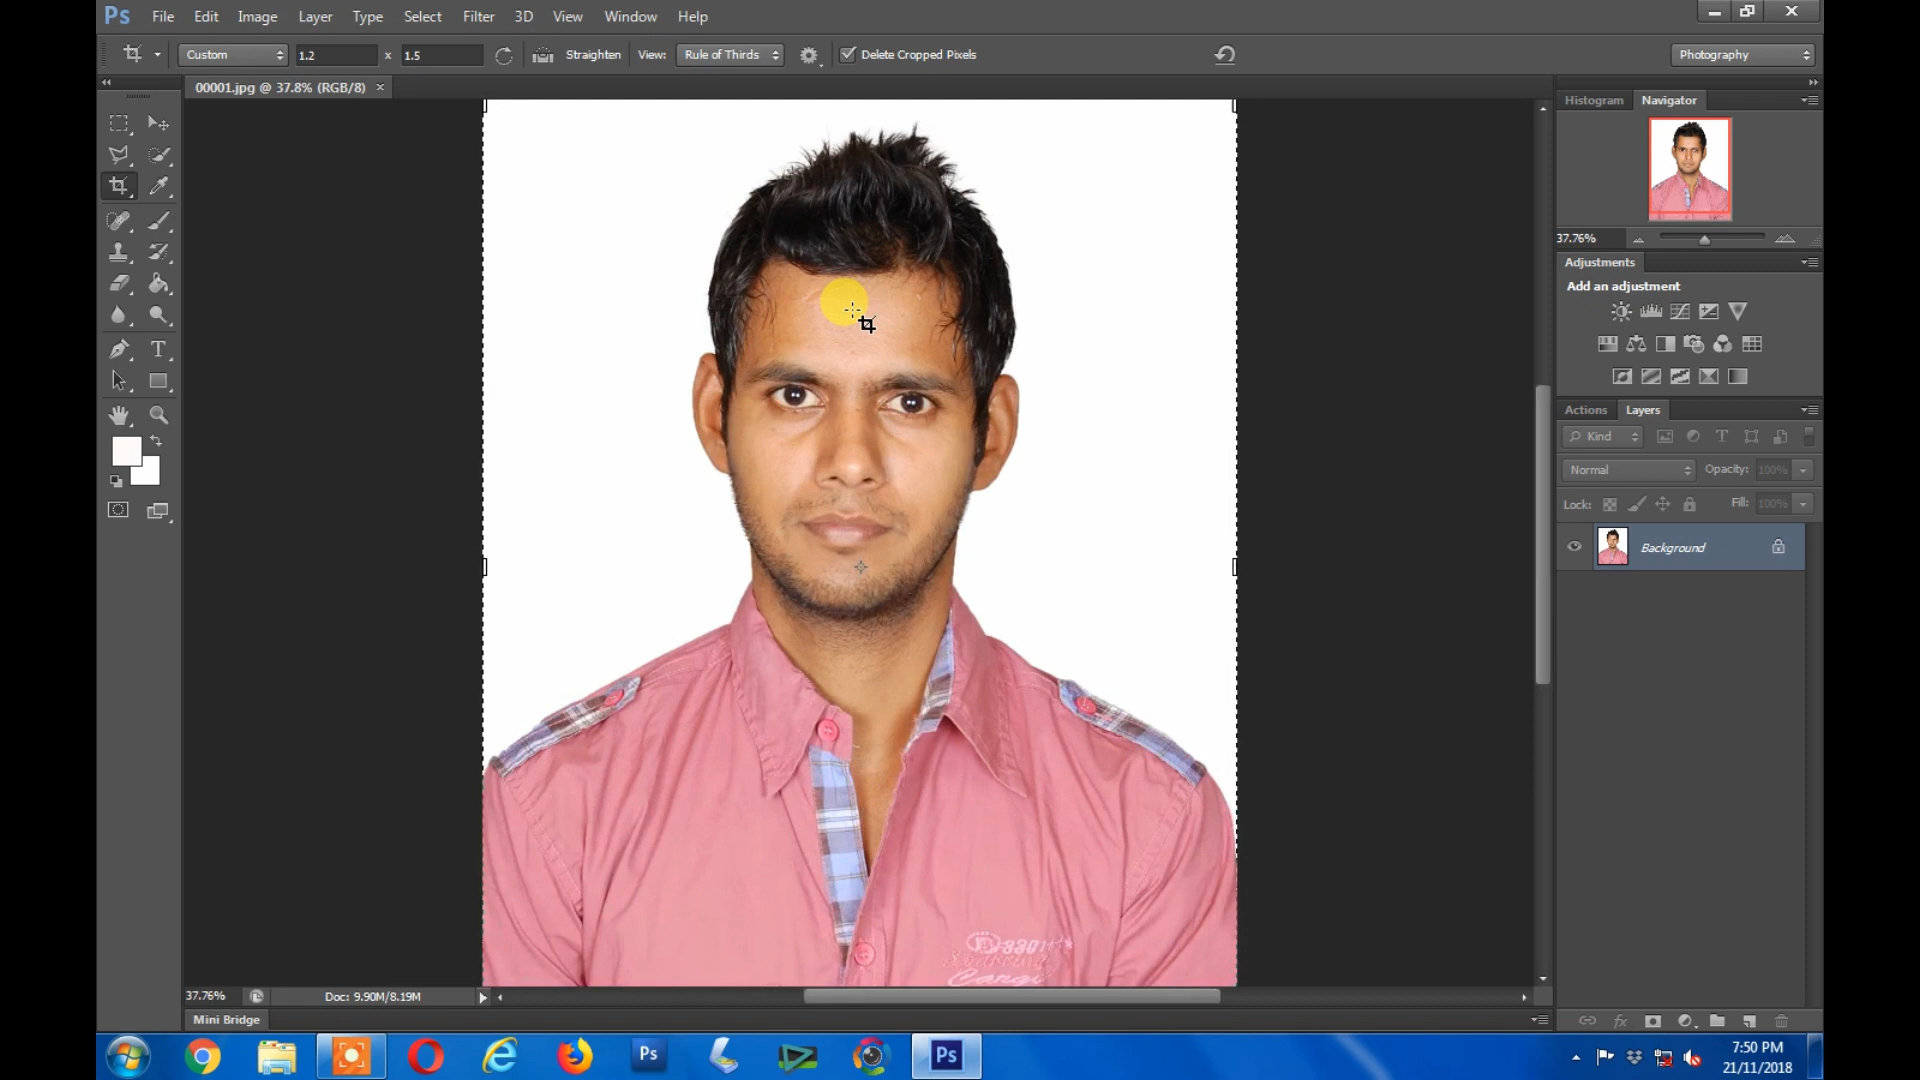 Ps File Edit Image Layer Type Select Filter 3D View Window Help
Custom 1.2 x 1.5 Straighten View: Rule of Thirds Delete Cropped Pixels Photography
00001.jpg @ 37.8% (RGB/8) ×
Histogram Navigator
37.76%
Adjustments
Add an adjustment
Actions Layers
Kind
Normal Opacity: 100%
Lock: Fill: 100%
Background
37.76% Doc: 9.90M/8.19M
Mini Bridge
Ps Ps
7:50 PM
21/11/2018